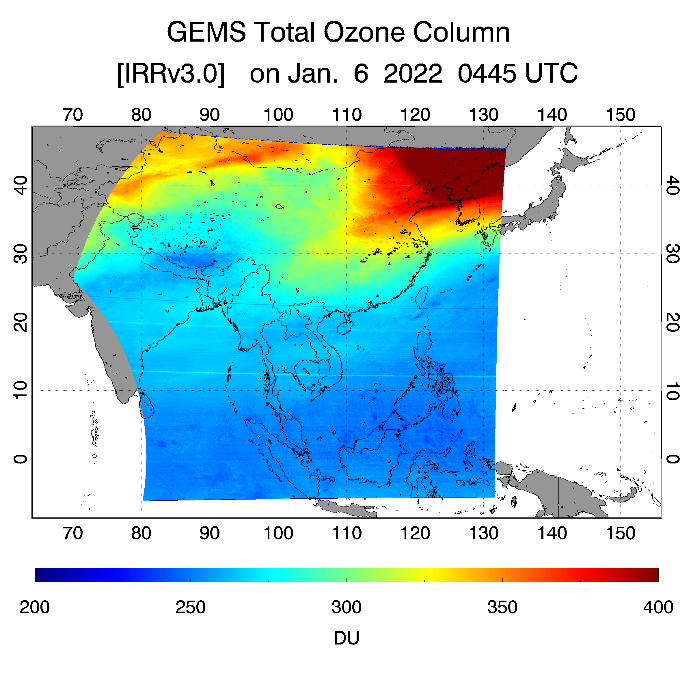 GEMS Total Ozone Column
[IRRv3.0] on Jan. 6 2022 0445 UTC
70 80 90 100 110 120 130 140 150
40 40
30 30
20 20
10 10
0 0
70 80 90 100 110 120 130 140 150
200 250 300 350 400
DU